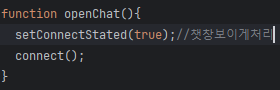 function openChat(){
  setConnectStated(true);//챗창보이게처리
  connect();
}